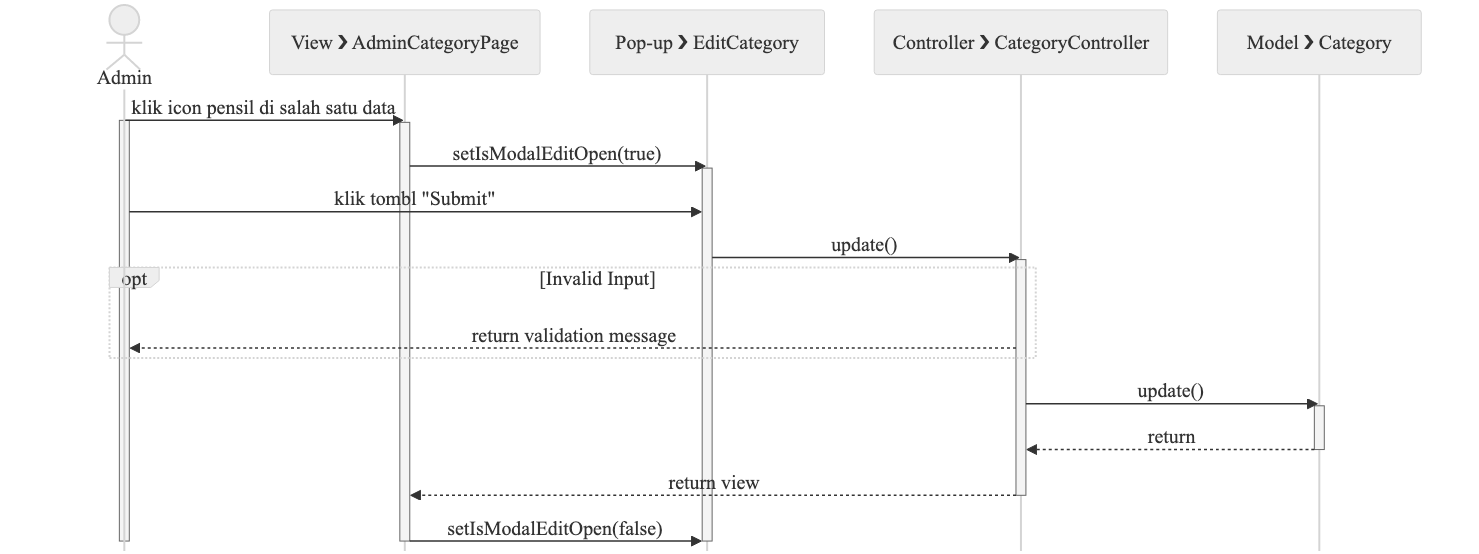 Admin
View ❯ AdminCategoryPage
Pop-up ❯ EditCategory
Controller ❯ CategoryController
Model ❯ Category
klik icon pensil di salah satu data
setIsModalEditOpen(true)
klik tombl "Submit"
update()
opt
[Invalid Input]
return validation message
update()
return
return view
setIsModalEditOpen(false)